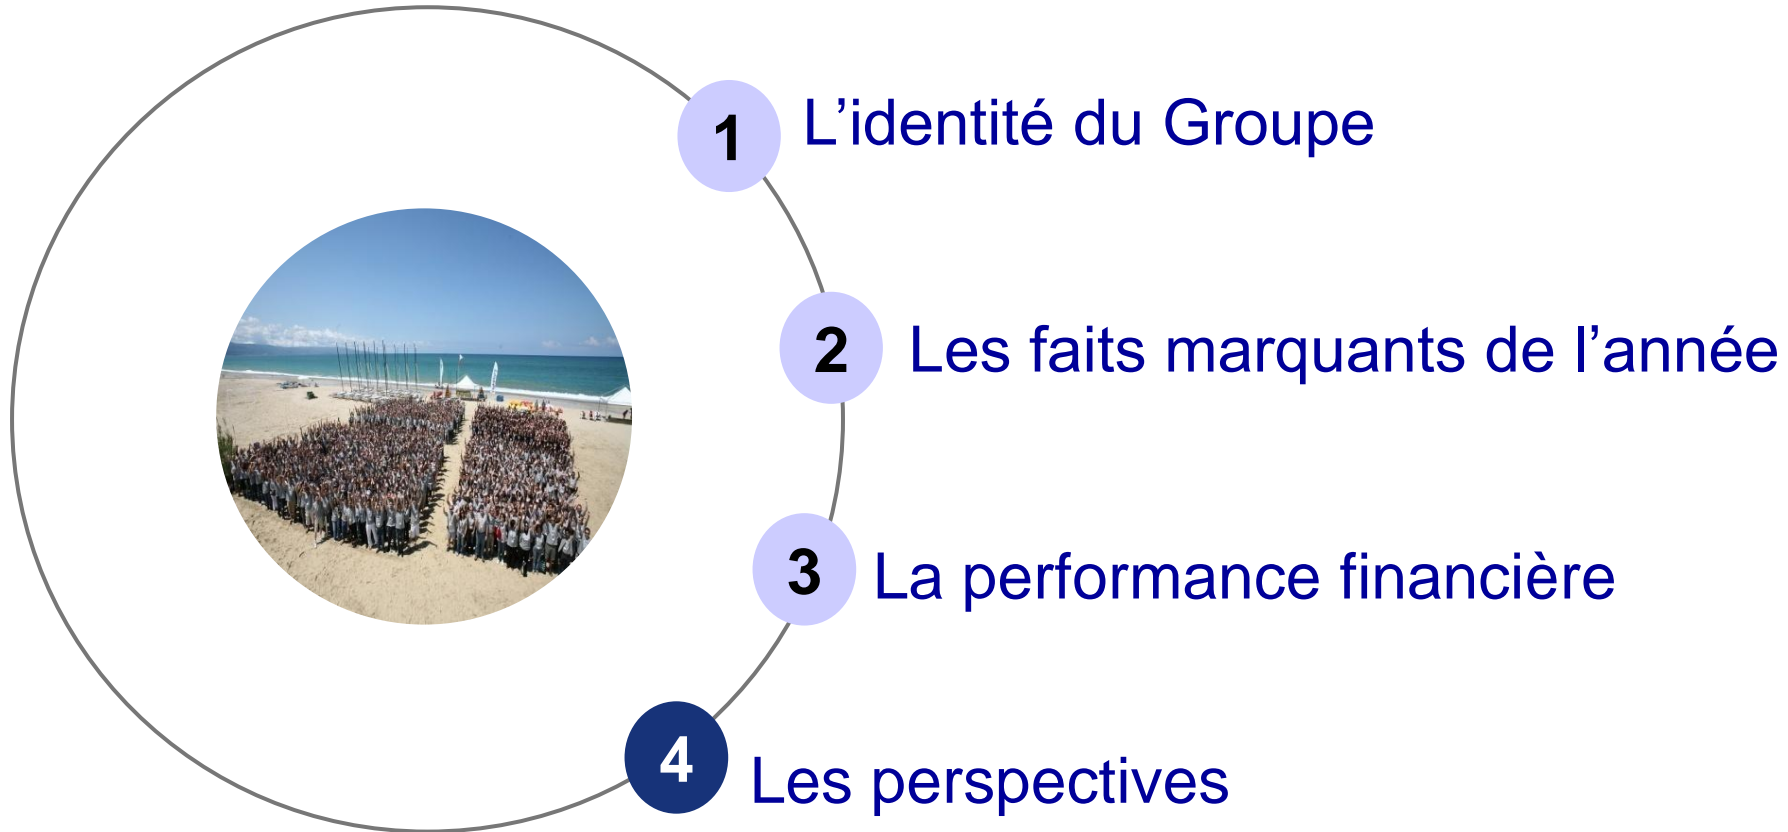 1 L’identité du Groupe
2 Les faits marquants de l’année
3 La performance financière
4 Les perspectives